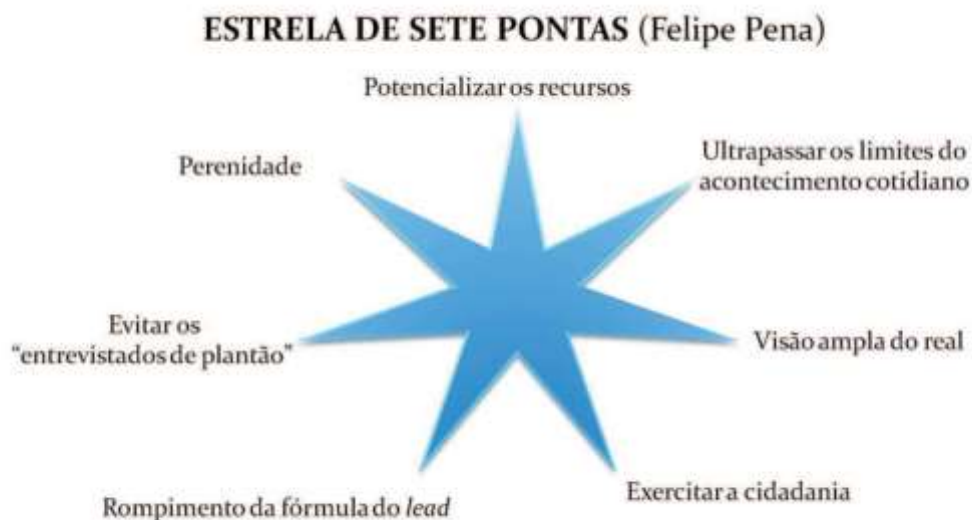 ESTRELA DE SETE PONTAS (Felipe Pena)
Potencializar os recursos
Ultrapassar os limites do
acontecimento cotidiano
Perenidade
Evitar os
"entrevistados de plantão"
Visão ampla do real
Rompimento da fórmula do lead
Exercitar a cidadania